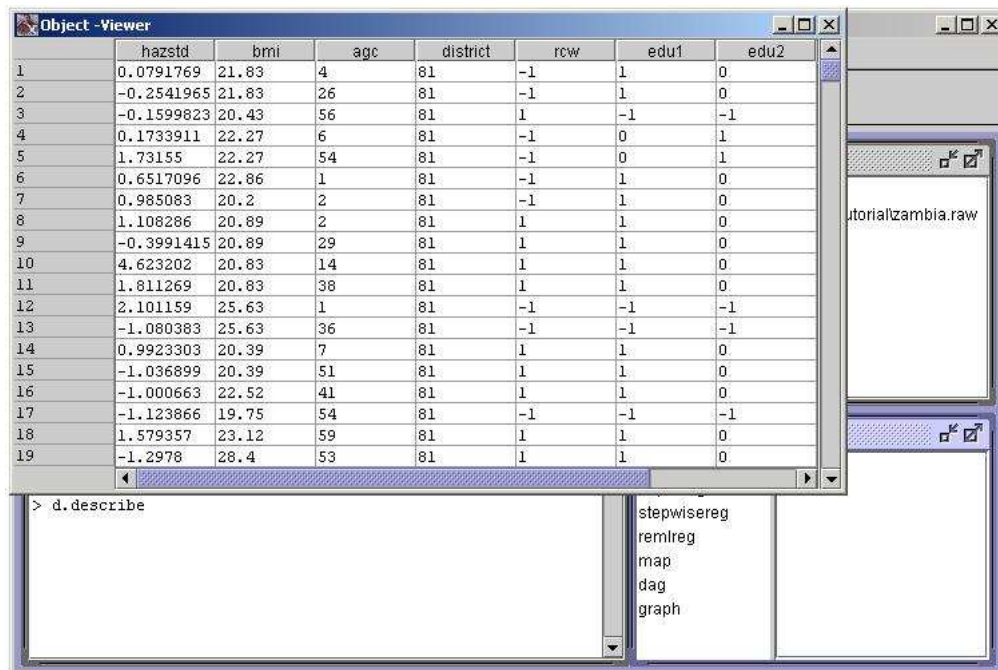 Object -Viewer
hazstd bmi agc district rcw edu1 edu2
1 0.0791769 21.83 4 81 -1 1 0
2 -0.2541965 21.83 26 81 -1 1 0
3 -0.1599823 20.43 56 81 1 -1 -1
4 0.1733911 22.27 6 81 -1 0 1
5 1.73155 22.27 54 81 -1 0 1
6 0.6517096 22.86 1 81 -1 1 0
7 0.985083 20.2 2 81 -1 1 0
8 1.108286 20.89 2 81 1 1 0
9 -0.3991415 20.89 29 81 1 1 0
10 4.623202 20.83 14 81 1 1 0
11 1.811269 20.83 38 81 1 1 0
12 2.101159 25.63 1 81 -1 -1 -1
13 -1.080383 25.63 36 81 -1 -1 -1
14 0.9923303 20.39 7 81 1 1 0
15 -1.036899 20.39 51 81 1 1 0
16 -1.000663 22.52 41 81 1 1 0
17 -1.123866 19.75 54 81 -1 -1 -1
18 1.579357 23.12 59 81 1 1 0
19 -1.2978 28.4 53 81 1 1 0
utorial\zambia.raw
> d.describe
stepwisereg
remlreg
map
dag
graph